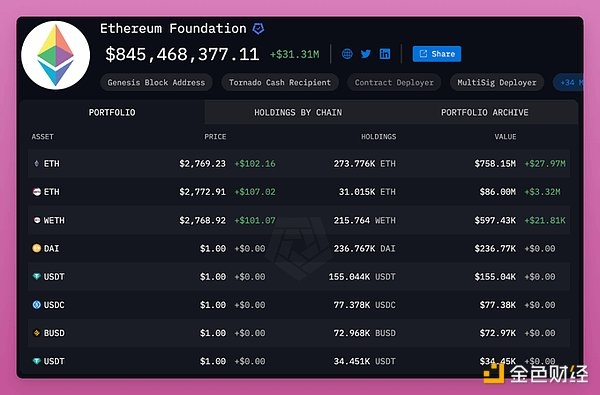 Ethereum Foundation
$845,468,377.11 +$31.31M Share
Genesis Block Address Tornado Cash Recipient Contract Deployer MultiSig Deployer +34 M
PORTFOLIO HOLDINGS BY CHAIN PORTFOLIO ARCHIVE
ASSET PRICE HOLDINGS VALUE
ETH $2,769.23 +$102.16 273.776K ETH $758.15M +$27.97M
ETH $2,772.91 +$107.02 31.015K ETH $86.00M +$3.32M
WETH $2,768.92 +$101.07 215.764 WETH $597.43K +$21.81K
DAI $1.00 +$0.00 236.767K DAI $236.77K +$0.00
USDT $1.00 +$0.00 155.044K USDT $155.04K +$0.00
USDC $1.00 +$0.00 77.378K USDC $77.38K +$0.00
BUSD $1.00 +$0.00 72.968K BUSD $72.97K +$0.00
USDT $1.00 +$0.00 34.451K USDT $34.45K +$0.00
金色财经